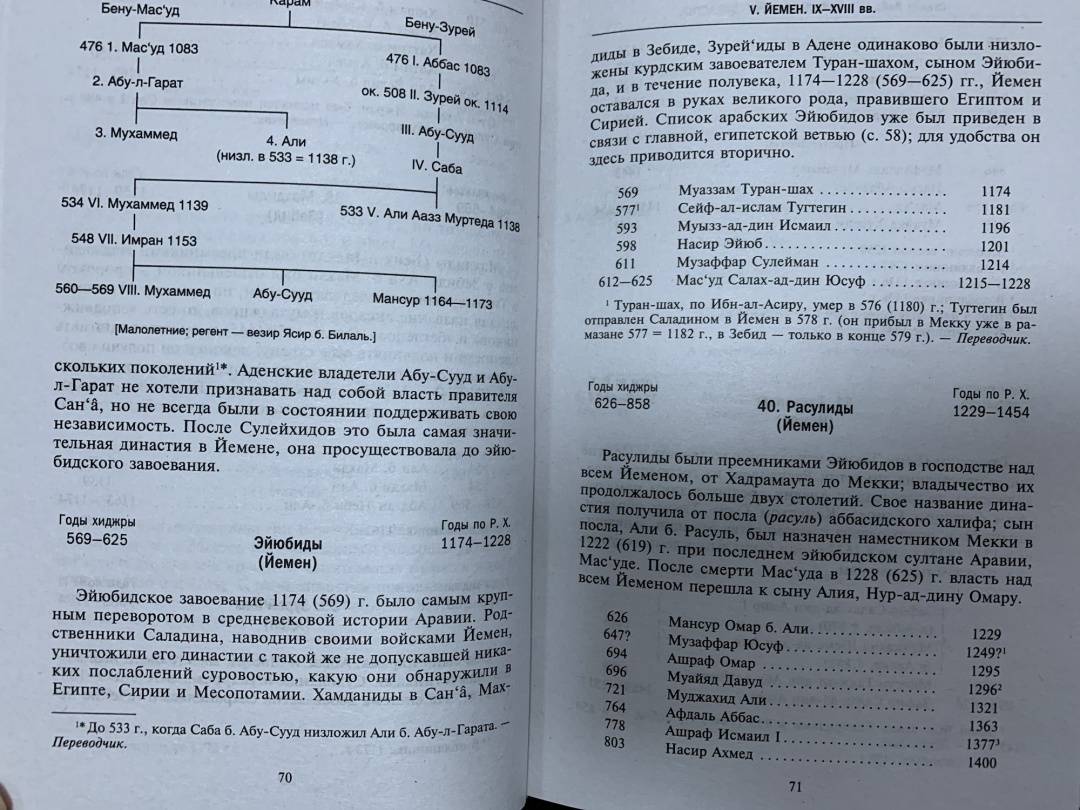 Карам
Бену-Мас'уд
Бену-Зурей
476 1. Мас'уд 1083
476 I. Аббас 1083
2. Абу-л-Гарат
ок. 508 II. Зурей ок. 1114
3. Мухаммед
4. Али
(низл. в 533 = 1138 г.)
III. Абу-Сууд
IV. Саба
534 VI. Мухаммед 1139
533 V. Али Аазз Муртеда 1138
548 VII. Имран 1153
560—569 VIII. Мухаммед
Абу-Сууд
Мансур 1164—1173
[Малолетние; регент — везир Ясир б. Билаль.]
скольких поколений¹*. Аденские владетели Абу-Сууд и Абу-
л-Гарат не хотели признавать над собой власть правителя
Сан‘â, но не всегда были в состоянии поддерживать свою
независимость. После Сулейхидов это была самая значи-
тельная династия в Йемене, она просуществовала до эйю-
бидского завоевания.
Годы хиджры
569—625
Эйюбиды
(Йемен)
Годы по Р. Х.
1174—1228
Эйюбидское завоевание 1174 (569) г. было самым круп-
ным переворотом в средневековой истории Аравии. Род-
ственники Саладина, наводнив своими войсками Йемен,
уничтожили его династии с такой же не допускавшей ника-
ких послаблений суровостью, какую они обнаружили в
Египте, Сирии и Месопотамии. Хамданиды в Сан‘â, Мах-
¹* До 533 г., когда Саба б. Абу-Сууд низложил Али б. Абу-л-Гарата. —
Переводчик.
70
V. ЙЕМЕН. IX—XVIII вв.
диды в Зебиде, Зурей‘иды в Адене одинаково были низло-
жены курдским завоевателем Туран-шахом, сыном Эйюби-
да, и в течение полувека, 1174—1228 (569—625) гг., Йемен
оставался в руках великого рода, правившего Египтом и
Сирией. Список арабских Эйюбидов уже был приведен в
связи с главной, египетской ветвью (с. 58); для удобства он
здесь приводится вторично.
569 Муаззам Туран-шах 1174
577¹ Сейф-ал-ислам Тугтегин 1181
593 Муызз-ад-дин Исмаил 1196
598 Насир Эйюб 1201
611 Музаффар Сулейман 1214
612—625 Мас'уд Салах-ад-дин Юсуф 1215—1228
¹ Туран-шах, по Ибн-ал-Асиру, умер в 576 (1180) г.; Тугтегин был
отправлен Саладином в Йемен в 578 г. (он прибыл в Мекку уже в ра-
мазане 577 = 1182 г., в Зебид — только в конце 579 г.). — Переводчик.
Годы хиджры
626—858
40. Расулиды
(Йемен)
Годы по Р. Х.
1229—1454
Расулиды были преемниками Эйюбидов в господстве над
всем Йеменом, от Хадрамаута до Мекки; владычество их
продолжалось больше двух столетий. Свое название дина-
стия получила от посла (расуль) аббасидского халифа; сын
посла, Али б. Расуль, был назначен наместником Мекки в
1222 (619) г. при последнем эйюбидском султане Аравии,
Мас'уде. После смерти Мас'уда в 1228 (625) г. власть над
всем Йеменом перешла к сыну Алия, Нур-ад-дину Омару.
626 Мансур Омар б. Али 1229
647? Музаффар Юсуф 1249?¹
694 Ашраф Омар 1295
696 Муайяд Давуд 1296²
721 Муджахид Али 1321
764 Афдаль Аббас 1363
778 Ашраф Исмаил I 1377³
803 Насир Ахмед 1400
71